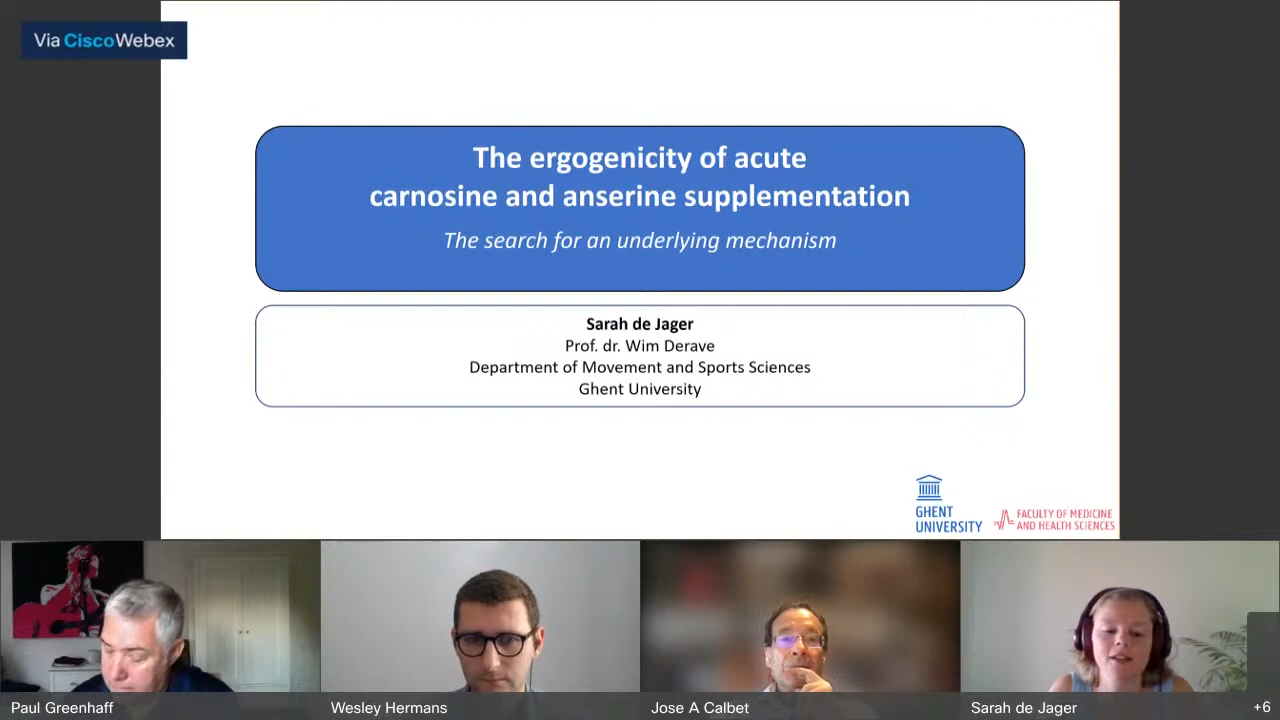 Via CiscoWebex
The ergogenicity of acute
carnosine and anserine supplementation
The search for an underlying mechanism
Sarah de Jager
Prof. dr. Wim Derave
Department of Movement and Sports Sciences
Ghent University
GHENT
UNIVERSITY
FACULTY OF MEDICINE
AND HEALTH SCIENCES
Paul Greenhaff
Wesley Hermans
Jose A Calbet
Sarah de Jager
+6